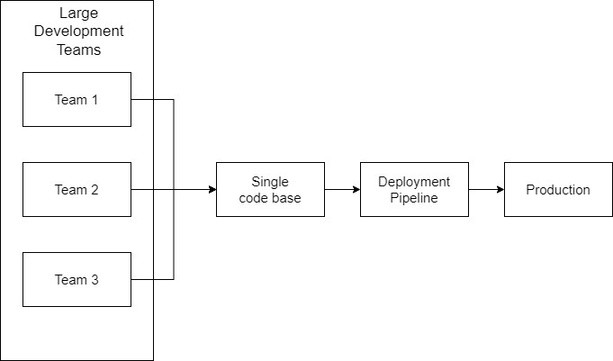 Large
Development
Teams
Team 1
Team 2
Team 3
Single
code base
Deployment
Pipeline
Production